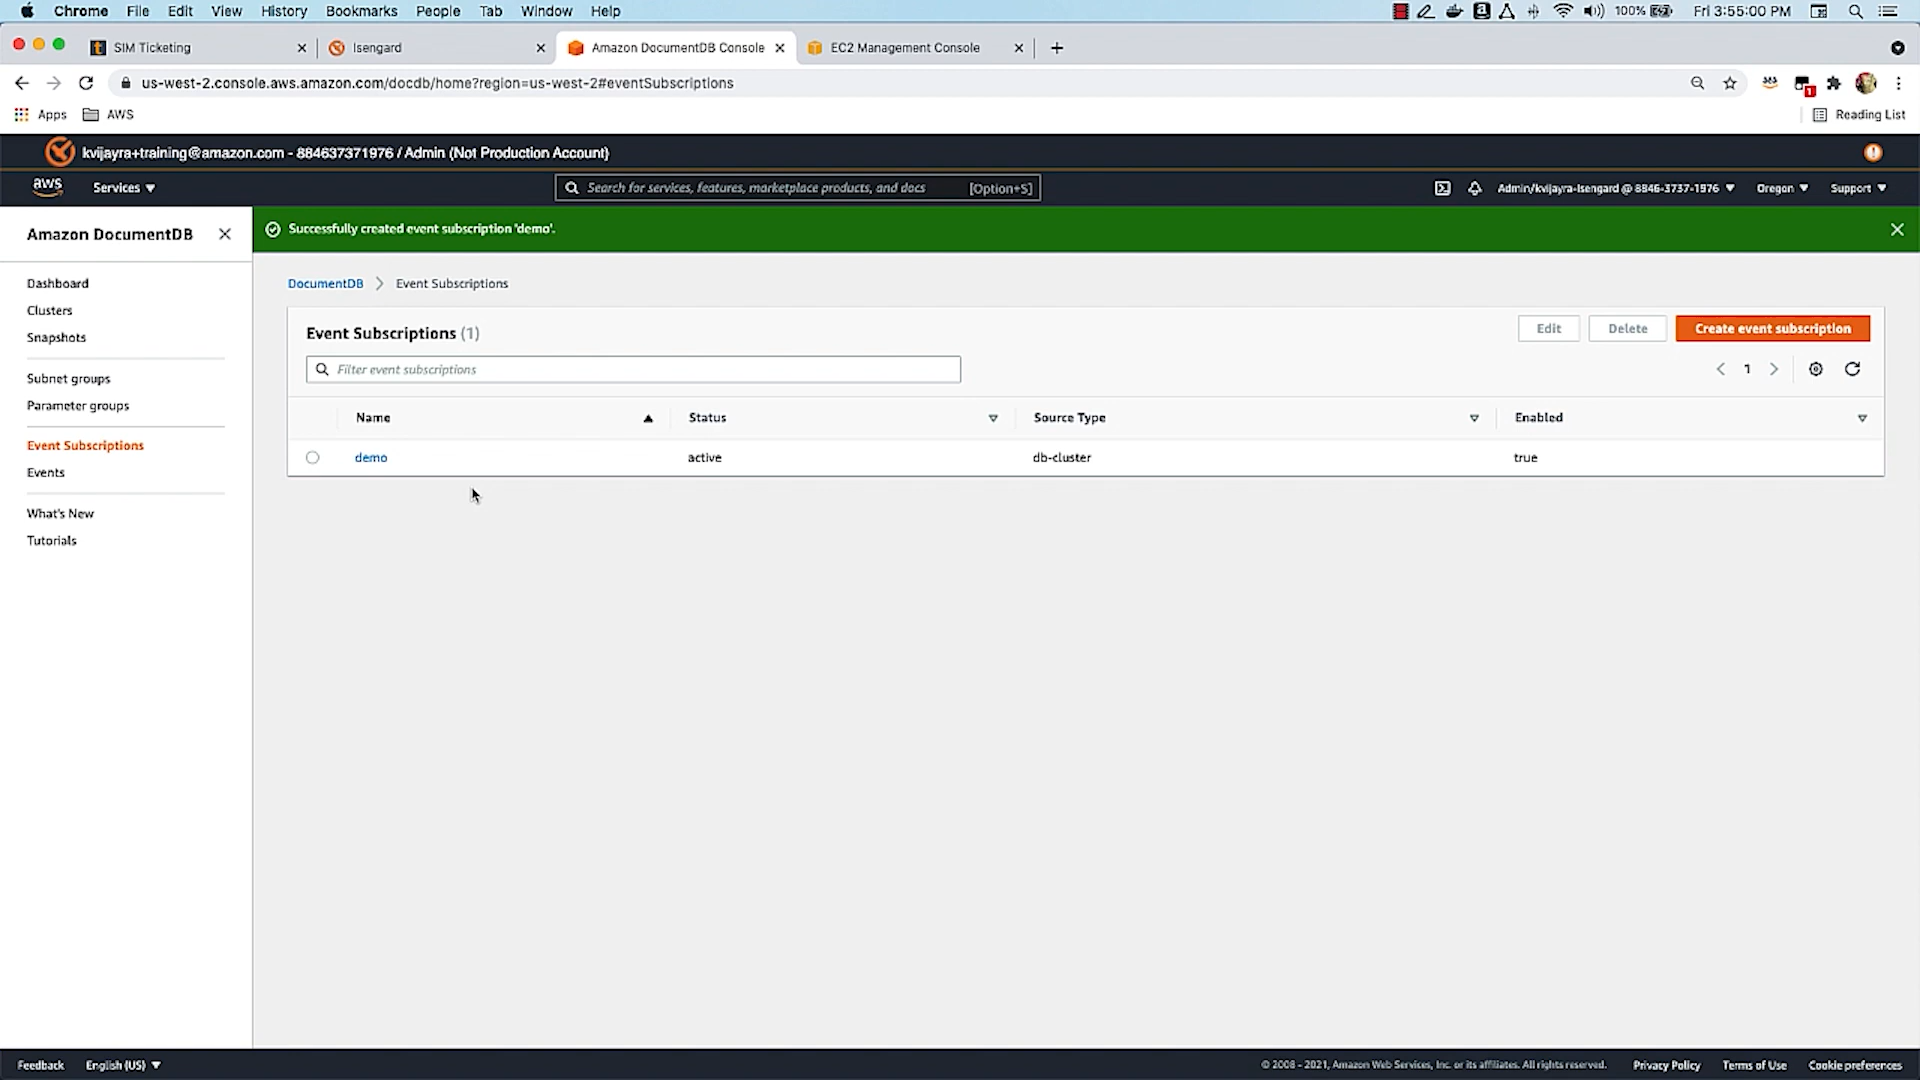 Chrome File Edit View History Bookmarks People Tab Window Help 100% Fri 3:55:00 PM
SIM Ticketing Isengard Amazon DocumentDB Console EC2 Management Console
us-west-2.console.aws.amazon.com/docdb/home?region=us-west-2#eventSubscriptions
Apps AWS Reading List
kvijayra+training@amazon.com - 884637371976 / Admin (Not Production Account)
aws Services Search for services, features, marketplace products, and docs [Option+S] Admin/kvijayra-Isengard @ 8846-3737-1976 Oregon Support
Amazon DocumentDB
Successfully created event subscription 'demo'.
Dashboard
Clusters
Snapshots
Subnet groups
Parameter groups
Event Subscriptions
Events
What's New
Tutorials
DocumentDB Event Subscriptions
Event Subscriptions (1) Edit Delete Create event subscription
Filter event subscriptions 1
Name Status Source Type Enabled
demo active db-cluster true
Feedback English (US) © 2008 - 2021, Amazon Web Services, Inc. or its affiliates. All rights reserved. Privacy Policy Terms of Use Cookie preferences